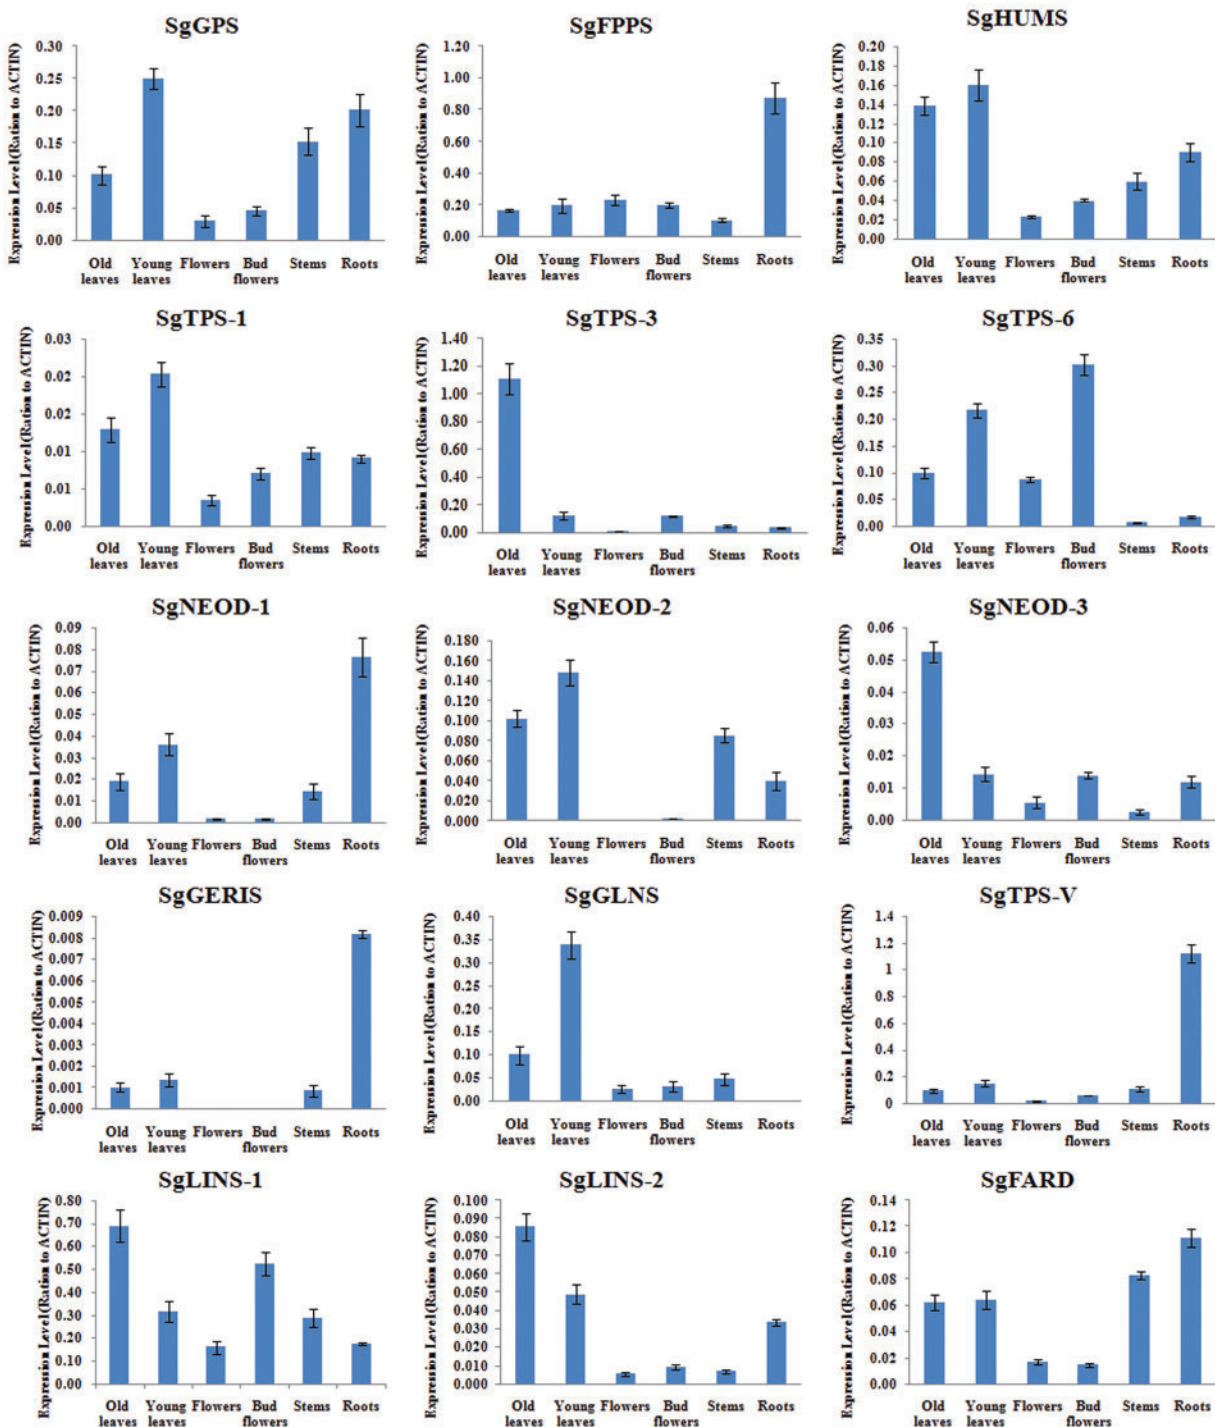 SgGPS
Expression Level(Ration to ACTIN)
0.30
0.25
0.20
0.15
0.10
0.05
0.00
Old Young Flowers Bud Stems Roots
leaves leaves flowers
SgFPPS
Expression Level(Ration to ACTIN)
1.20
1.00
0.80
0.60
0.40
0.20
0.00
Old Young Flowers Bud Stems Roots
leaves leaves flowers
SgHUMS
Expression Level(Ration to ACTIN)
0.20
0.18
0.16
0.14
0.12
0.10
0.08
0.06
0.04
0.02
0.00
Old Young Flowers Bud Stems Roots
leaves leaves flowers
SgTPS-1
Expression Level(Ration to ACTIN)
0.03
0.02
0.02
0.01
0.01
0.00
Old Young Flowers Bud Stems Roots
leaves leaves flowers
SgTPS-3
Expression Level(Ration to ACTIN)
1.40
1.20
1.00
0.80
0.60
0.40
0.20
0.00
Old Young Flowers Bud Stems Roots
leaves leaves flowers
SgTPS-6
Expression Level(Ration to ACTIN)
0.35
0.30
0.25
0.20
0.15
0.10
0.05
0.00
Old Young Flowers Bud Stems Roots
leaves leaves flowers
SgNEOD-1
Expression Level(Ration to ACTIN)
0.09
0.08
0.07
0.06
0.05
0.04
0.03
0.02
0.01
0.00
Old Young Flowers Bud Stems Roots
leaves leaves flowers
SgNEOD-2
Expression Level(Ration to ACTIN)
0.180
0.160
0.140
0.120
0.100
0.080
0.060
0.040
0.020
0.000
Old Young Flowers Bud Stems Roots
leaves leaves flowers
SgNEOD-3
Expression Level(Ration to ACTIN)
0.06
0.05
0.04
0.03
0.02
0.01
0.00
Old Young Flowers Bud Stems Roots
leaves leaves flowers
SgGERIS
Expression Level(Ration to ACTIN)
0.009
0.008
0.007
0.006
0.005
0.004
0.003
0.002
0.001
0.000
Old Young Flowers Bud Stems Roots
leaves leaves flowers
SgGLNS
Expression Level(Ration to ACTIN)
0.40
0.35
0.30
0.25
0.20
0.15
0.10
0.05
0.00
Old Young Flowers Bud Stems Roots
leaves leaves flowers
SgTPS-V
Expression Level(Ration to ACTIN)
1.4
1.2
1
0.8
0.6
0.4
0.2
0
Old Young Flowers Bud Stems Roots
leaves leaves flowers
SgLINS-1
Expression Level(Ration to ACTIN)
0.80
0.70
0.60
0.50
0.40
0.30
0.20
0.10
0.00
Old Young Flowers Bud Stems Roots
leaves leaves flowers
SgLINS-2
Expression Level(Ration to ACTIN)
0.100
0.090
0.080
0.070
0.060
0.050
0.040
0.030
0.020
0.010
0.000
Old Young Flowers Bud Stems Roots
leaves leaves flowers
SgFARD
Expression Level(Ration to ACTIN)
0.14
0.12
0.10
0.08
0.06
0.04
0.02
0.00
Old Young Flowers Bud Stems Roots
leaves leaves flowers